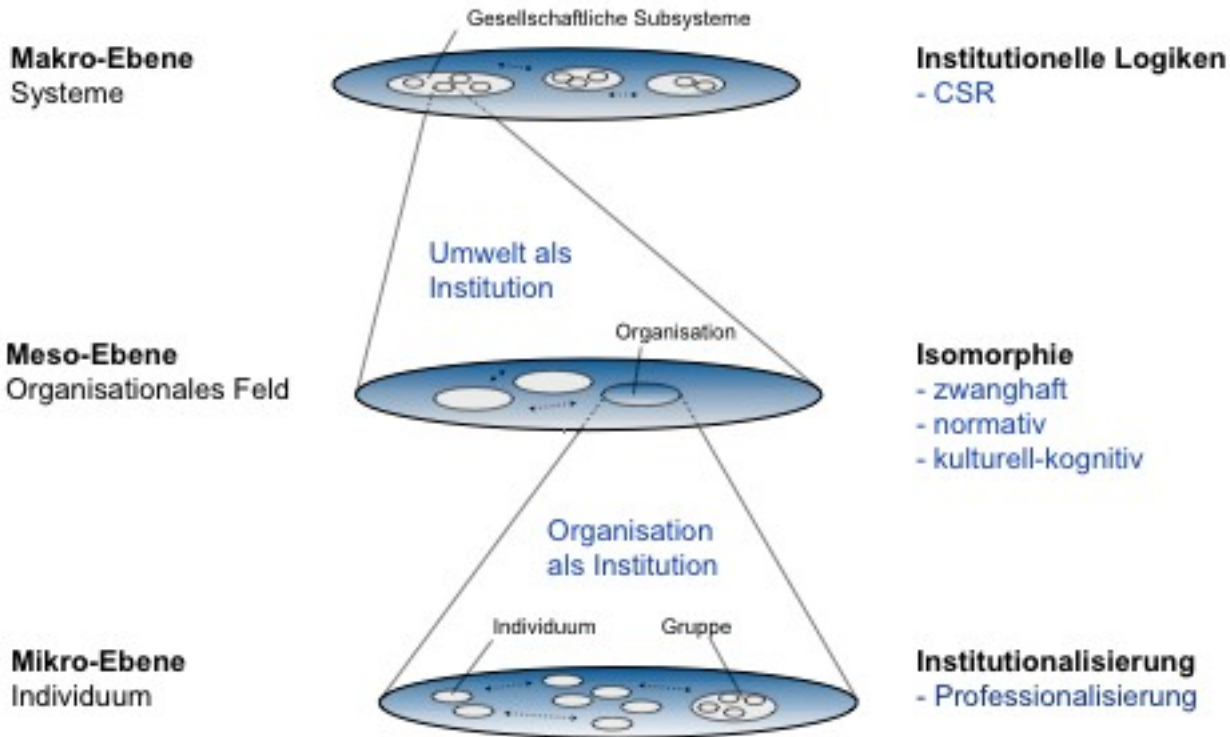 Gesellschaftliche Subsysteme
Makro-Ebene
Systeme
Institutionelle Logiken
- CSR
Umwelt als
Institution
Organisation
Meso-Ebene
Organisationales Feld
Isomorphie
- zwanghaft
- normativ
- kulturell-kognitiv
Organisation
als Institution
Individuum
Gruppe
Mikro-Ebene
Individuum
Institutionalisierung
- Professionalisierung